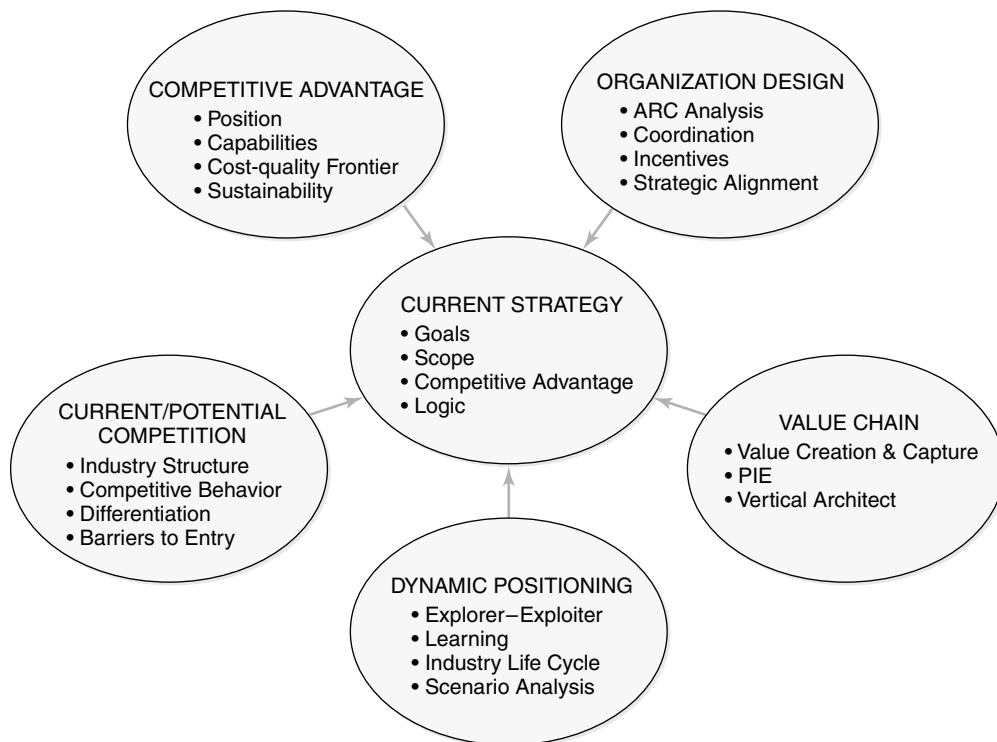 COMPETITIVE ADVANTAGE
• Position
• Capabilities
• Cost-quality Frontier
• Sustainability
ORGANIZATION DESIGN
• ARC Analysis
• Coordination
• Incentives
• Strategic Alignment
CURRENT STRATEGY
• Goals
• Scope
• Competitive Advantage
• Logic
CURRENT/POTENTIAL
COMPETITION
• Industry Structure
• Competitive Behavior
• Differentiation
• Barriers to Entry
VALUE CHAIN
• Value Creation & Capture
• PIE
• Vertical Architect
DYNAMIC POSITIONING
• Explorer–Exploiter
• Learning
• Industry Life Cycle
• Scenario Analysis